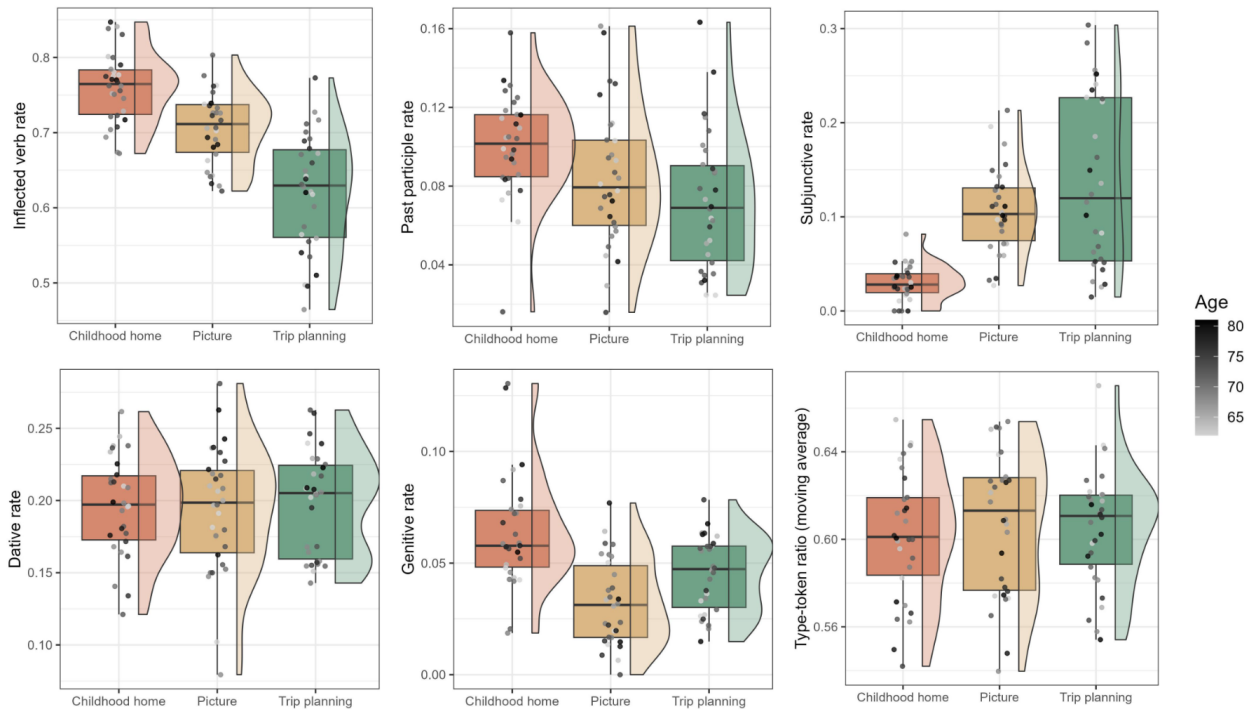 Inflected verb rate
0.8
0.7
0.6
0.5
Childhood home Picture Trip planning
Past participle rate
0.16
0.12
0.08
0.04
Childhood home Picture Trip planning
Subjunctive rate
0.3
0.2
0.1
0.0
Childhood home Picture Trip planning
Age
80
75
70
65
Dative rate
0.25
0.20
0.15
0.10
Childhood home Picture Trip planning
Genitive rate
0.10
0.05
0.00
Childhood home Picture Trip planning
Type-token ratio (moving average)
0.64
0.60
0.56
Childhood home Picture Trip planning